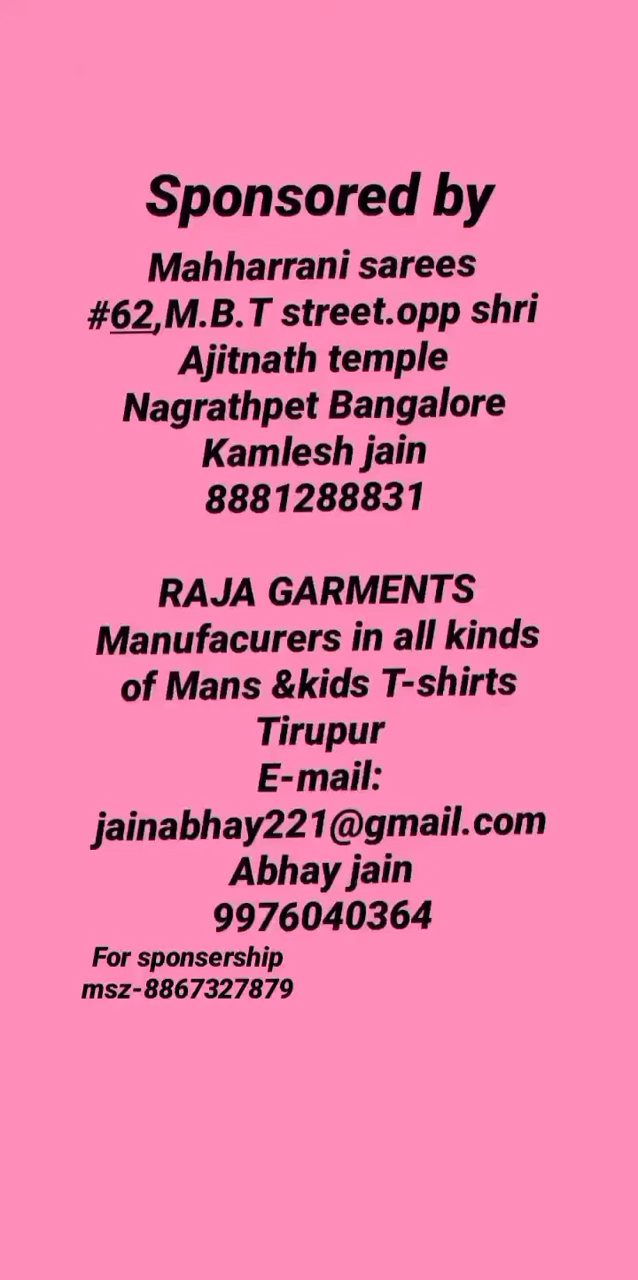 Sponsored by
Mahharrani sarees
#62,M.B.T street.opp shri
Ajitnath temple
Nagrathpet Bangalore
Kamlesh jain
8881288831
RAJA GARMENTS
Manufacurers in all kinds
of Mans &kids T-shirts
Tirupur
E-mail:
jainabhay221@gmail.com
Abhay jain
9976040364
For sponsership
msz-8867327879